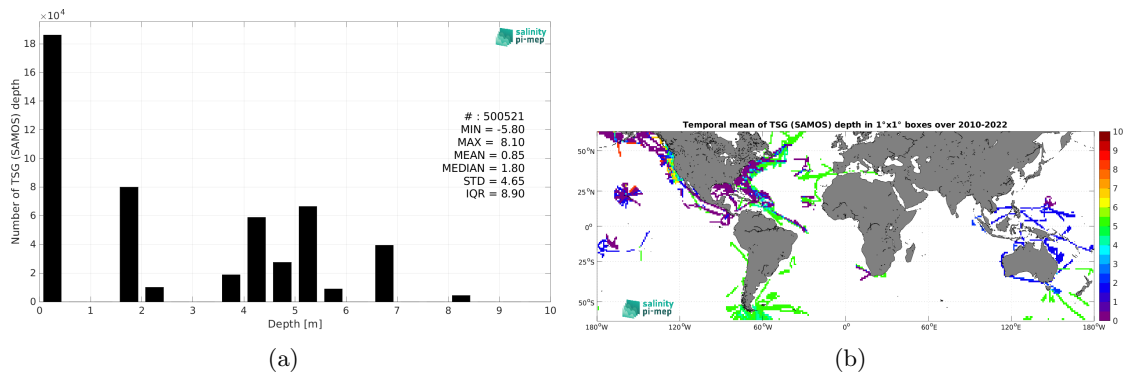 ×10⁴
18
16
14
12
10
8
6
4
2
0
Number of TSG (SAMOS) depth
salinity
pi-mep
# : 500521
MIN = -5.80
MAX = 8.10
MEAN = 0.85
MEDIAN = 1.80
STD = 4.65
IQR = 8.90
0 1 2 3 4 5 6 7 8 9 10
Depth [m]
(a)
Temporal mean of TSG (SAMOS) depth in 1°x1° boxes over 2010-2022
50°N
25°N
0°
25°S
50°S
salinity
pi-mep
180°W 120°W 60°W 0° 60°E 120°E 180°E
10
9
8
7
6
5
4
3
2
1
0
(b)